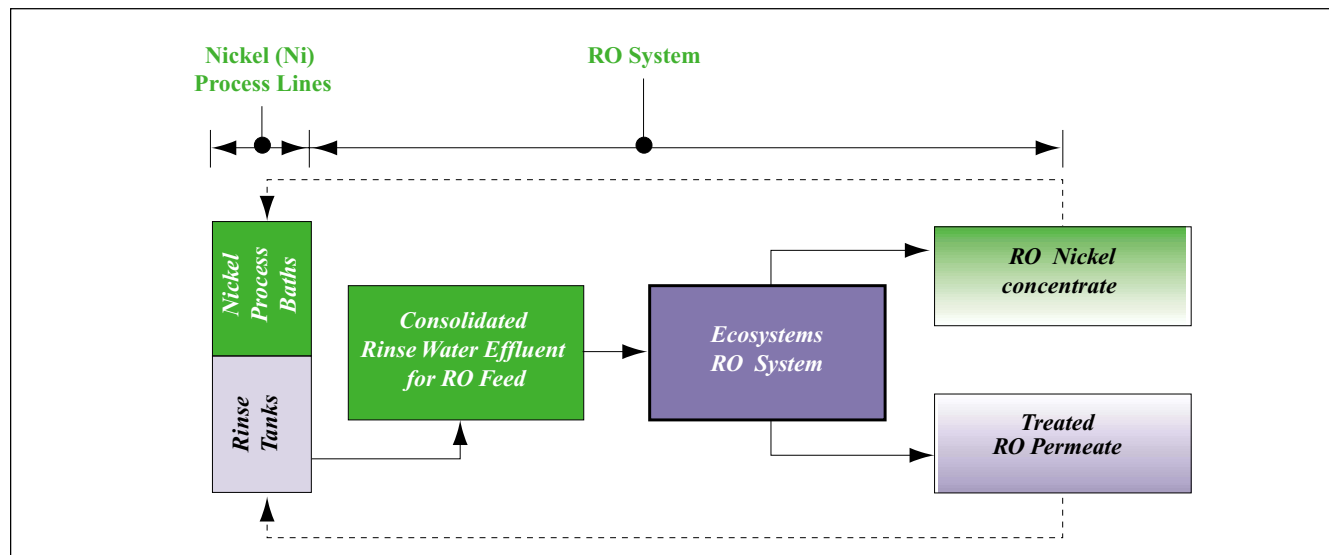 Nickel (Ni)
Process Lines
RO System
Nickel
Process
Baths
Rinse
Tanks
Consolidated
Rinse Water Effluent
for RO Feed
Ecosystems
RO System
RO Nickel
concentrate
Treated
RO Permeate